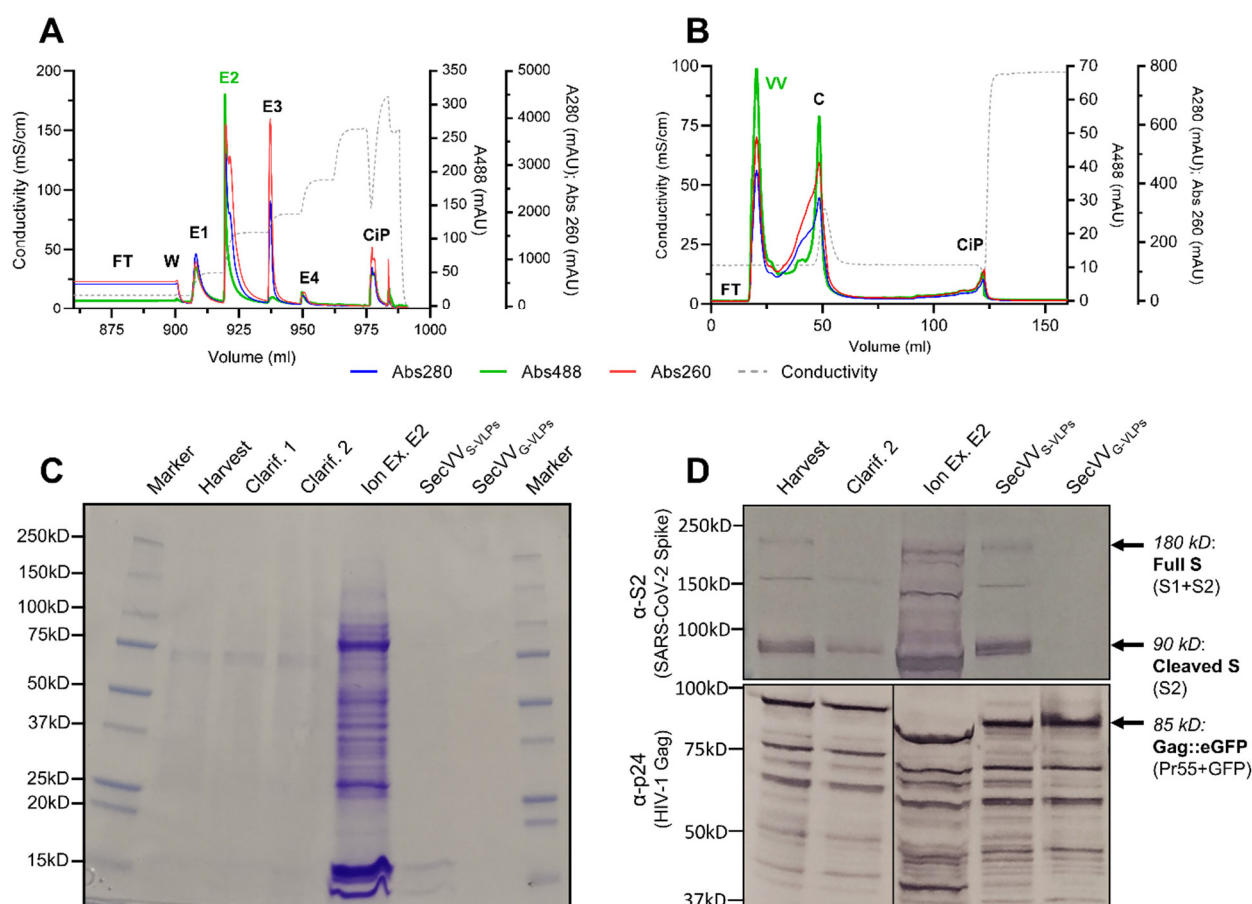 A
Conductivity (mS/cm)
200
150
100
50
0
FT
W
E1
E2
E3
E4
CiP
875
900
925
950
975
1000
Volume (ml)
350
300
250
200
150
100
50
0
A488 (mAU)
5000
4000
3000
2000
1000
0
A280 (mAU); Abs 260 (mAU)
B
Conductivity (mS/cm)
100
75
50
25
0
FT
VV
C
CiP
0
50
100
150
Volume (ml)
70
60
50
40
30
20
10
0
A488 (mAU)
800
600
400
200
0
A280 (mAU); Abs 260 (mAU)
Abs280
Abs488
Abs260
Conductivity
C
Marker
Harvest
Clarif. 1
Clarif. 2
Ion Ex. E2
SecVVS-VLPs
SecVVG-VLPs
Marker
250kD
150kD
100kD
75kD
50kD
37kD
25kD
20kD
15kD
D
Harvest
Clarif. 2
Ion Ex. E2
SecVVS-VLPs
SecVVG-VLPs
α-S2
(SARS-CoV-2 Spike)
250kD
150kD
100kD
180 kD:
Full S
(S1+S2)
90 kD:
Cleaved S
(S2)
α-p24
(HIV-1 Gag)
100kD
75kD
50kD
37kD
85 kD:
Gag::eGFP
(Pr55+GFP)